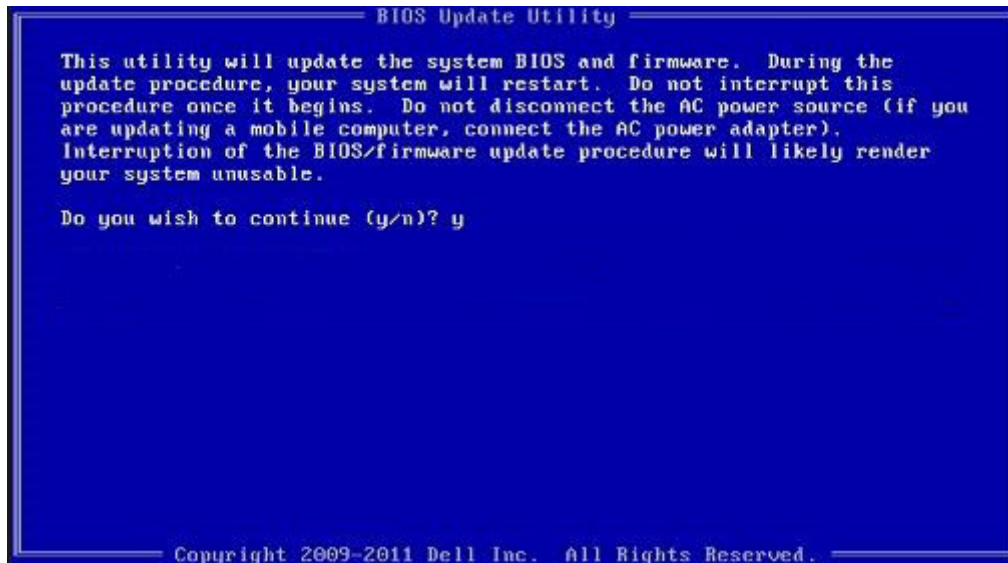 BIOS Update Utility
This utility will update the system BIOS and firmware. During the
update procedure, your system will restart. Do not interrupt this
procedure once it begins. Do not disconnect the AC power source (if you
are updating a mobile computer, connect the AC power adapter).
Interruption of the BIOS/firmware update procedure will likely render
your system unusable.
Do you wish to continue (y/n)? y
Copyright 2009-2011 Dell Inc. All Rights Reserved.